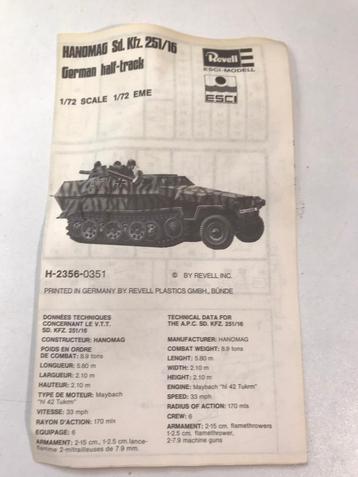 HANOMAG Sd. Kfz. 251/16
German half-track
1/72 SCALE 1/72 EME
Revell
ESCI-MODELL
ESCI
H-2356-0351
© BY REVELL INC.
PRINTED IN GERMANY BY REVELL PLASTICS GMBH., BÜNDE
DONNÉES TECHNIQUES
CONCERNANT LE V.T.T.
SD. KFZ. 251/16
CONSTRUCTEUR: HANOMAG
POIDS EN ORDRE
DE COMBAT: 8.9 tons
LONGUEUR: 5.80 m
LARGUEUR: 2.10 m
HAUTEUR: 2.10 m
TYPE DE MOTEUR: Maybach
"hl 42 Tukrm"
VITESSE: 33 mph
RAYON D'ACTION: 170 mls
EQUIPAGE: 6
ARMAMENT: 2-15 cm, 1-2.5 cm. lance-
flamme 2-mitrailleuses de 7.9 mm.
TECHNICAL DATA FOR
THE A.P.C. SD. KFZ. 251/16
MANUFACTURER: HANOMAG
COMBAT WEIGHT: 8.9 tons
LENGHT: 5.80 m
WIDTH: 2.10 m
HEIGHT: 2.10 m
ENGINE: Maybach "hl 42 Tukrm"
SPEED: 33 mph
RADIUS OF ACTION: 170 mls
CREW: 6
ARMAMENT: 2-15 cm, flamethrowers
1-2.5 cm. flamethrower,
2-7.9 machine guns